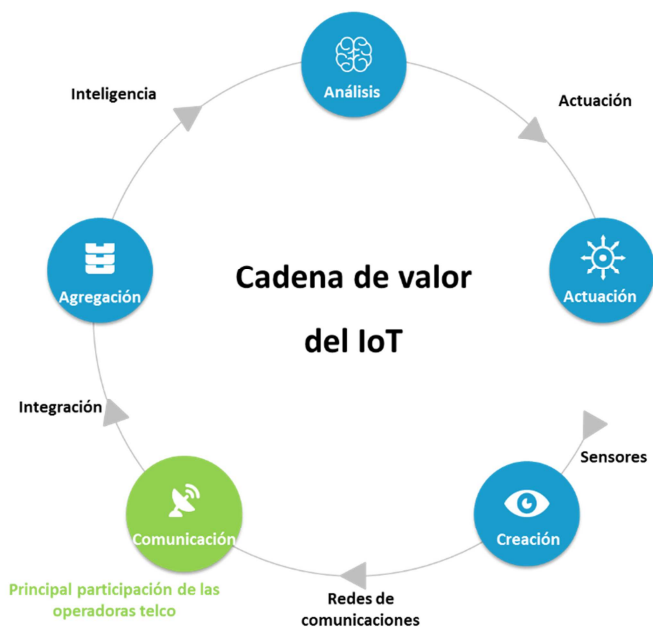 Análisis
Inteligencia
Actuación
Agregación
Cadena de valor
del IoT
Actuación
Integración
Sensores
Comunicación
Creación
Principal participación de las
operadoras telco
Redes de
comunicaciones